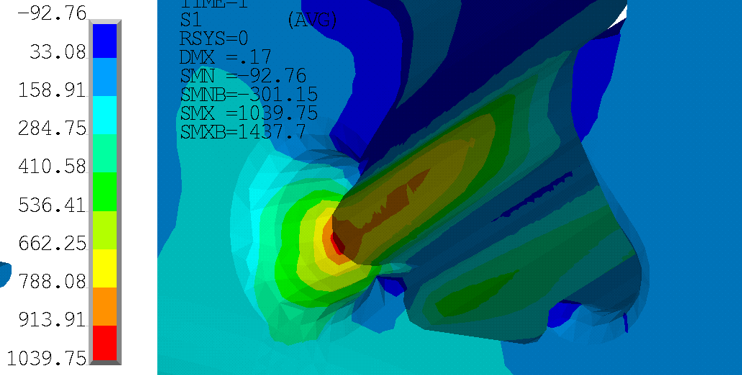 -92.76
33.08
158.91
284.75
410.58
536.41
662.25
788.08
913.91
1039.75
TIME=1
S1 (AVG)
RSYS=0
DMX =.17
SMN =-92.76
SMNB=-301.15
SMX =1039.75
SMXB=1437.7